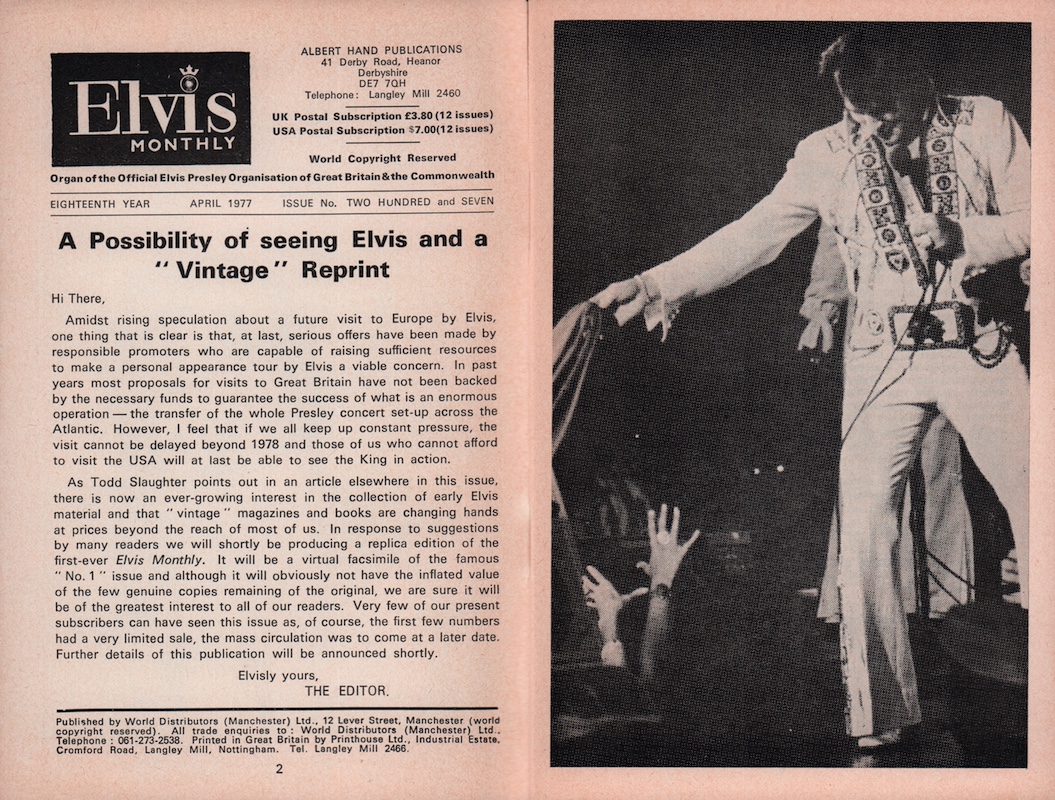 Elvis
MONTHLY
ALBERT HAND PUBLICATIONS
41 Derby Road, Heanor
Derbyshire
DE7 7QH
Telephone: Langley Mill 2460
UK Postal Subscription £3.80 (12 issues)
USA Postal Subscription $7.00 (12 issues)
World Copyright Reserved
Organ of the Official Elvis Presley Organisation of Great Britain & the Commonwealth
EIGHTEENTH YEAR APRIL 1977 ISSUE No. TWO HUNDRED and SEVEN
A Possibility of seeing Elvis and a
"Vintage" Reprint
Hi There,
Amidst rising speculation about a future visit to Europe by Elvis,
one thing that is clear is that, at last, serious offers have been made by
responsible promoters who are capable of raising sufficient resources
to make a personal appearance tour by Elvis a viable concern. In past
years most proposals for visits to Great Britain have not been backed
by the necessary funds to guarantee the success of what is an enormous
operation — the transfer of the whole Presley concert set-up across the
Atlantic. However, I feel that if we all keep up constant pressure, the
visit cannot be delayed beyond 1978 and those of us who cannot afford
to visit the USA will at last be able to see the King in action.
As Todd Slaughter points out in an article elsewhere in this issue,
there is now an ever-growing interest in the collection of early Elvis
material and that "vintage" magazines and books are changing hands
at prices beyond the reach of most of us. In response to suggestions
by many readers we will shortly be producing a replica edition of the
first-ever Elvis Monthly. It will be a virtual facsimile of the famous
"No. 1" issue and although it will obviously not have the inflated value
of the few genuine copies remaining of the original, we are sure it will
be of the greatest interest to all of our readers. Very few of our present
subscribers can have seen this issue as, of course, the first few numbers
had a very limited sale, the mass circulation was to come at a later date.
Further details of this publication will be announced shortly.
Elvisly yours,
THE EDITOR.
Published by World Distributors (Manchester) Ltd., 12 Lever Street, Manchester (world
copyright reserved). All trade enquiries to: World Distributors (Manchester) Ltd.,
Telephone: 061-273-2538. Printed in Great Britain by Printhouse Ltd., Industrial Estate,
Cromford Road, Langley Mill, Nottingham. Tel. Langley Mill 2466.
2